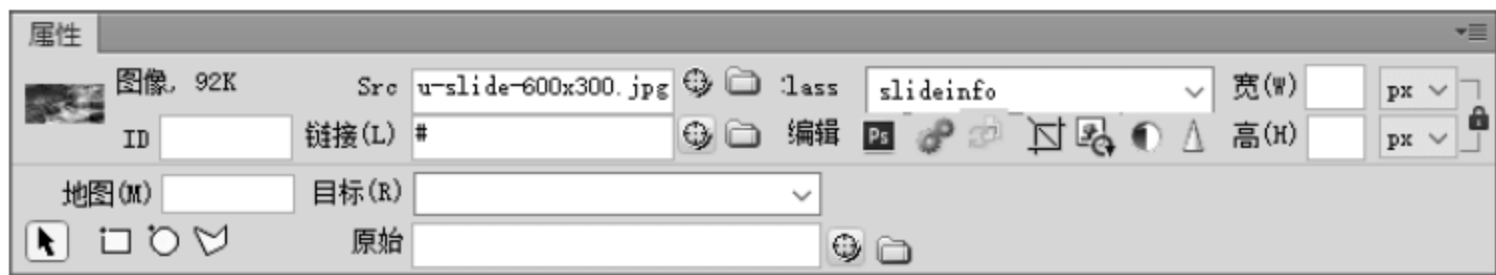 属性
图像, 92K Src u-slide-600x300.jpg lass slideinfo 宽(W) px
ID 链接(L) # 编辑 Ps 高(H) px
地图(M) 目标(R)
原始